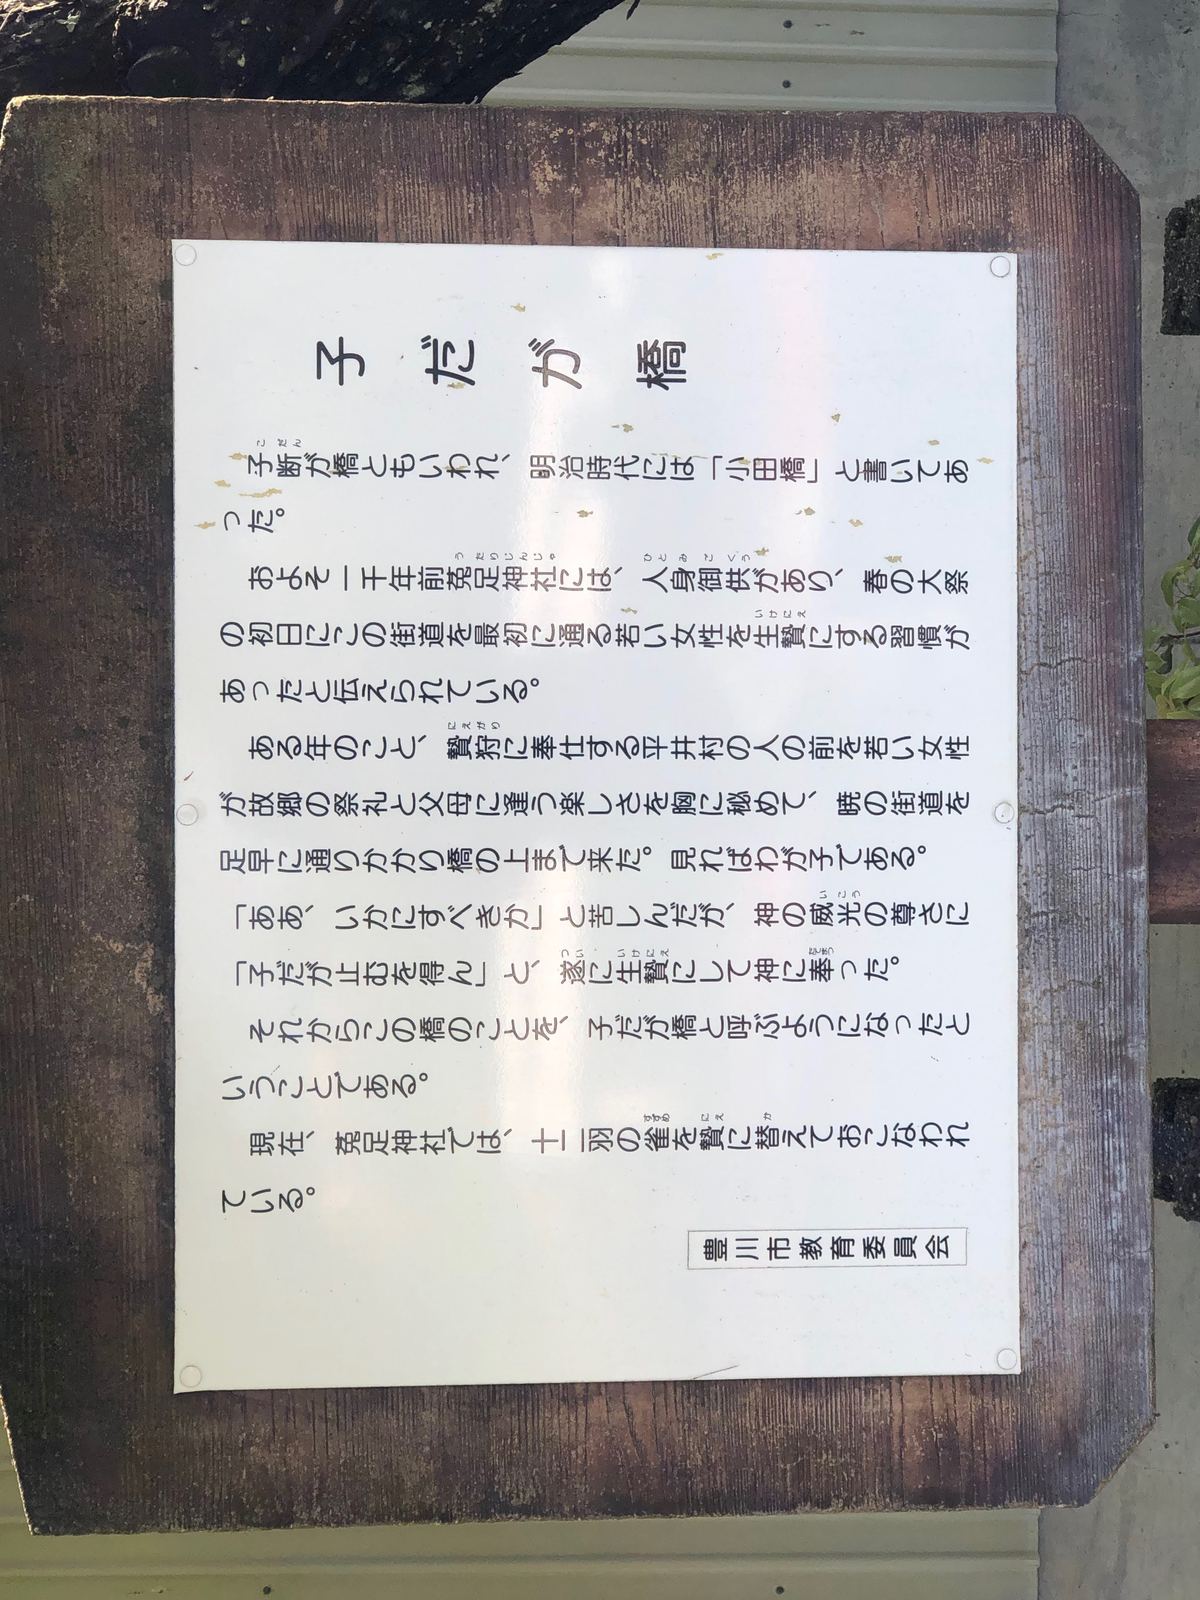 子だが橋
子断が橋ともいわれ、明治時代には「小田橋」と書いてあ
った。
およそ一千年前菟足神社には、人身御供があり、春の大祭
の初日にこの街道を最初に通る若い女性を生贄にする習慣が
あったと伝えられている。
ある年のこと、贄狩に奉仕する平井村の人の前を若い女性
が故郷の祭礼と父母に逢う楽しさを胸に秘めて、暁の街道を
足早に通りかかり橋の上まで来た。見ればわが子である。
「ああ、いかにすべきか」と苦しんだが、神の威光の尊さに
「子だが止むを得ん」と、遂に生贄にして神に奉った。
それからこの橋のことを、子だが橋と呼ぶようになったと
いうことである。
現在、菟足神社では、十二羽の雀を贄に替えておこなわれ
ている。
豊川市教育委員会